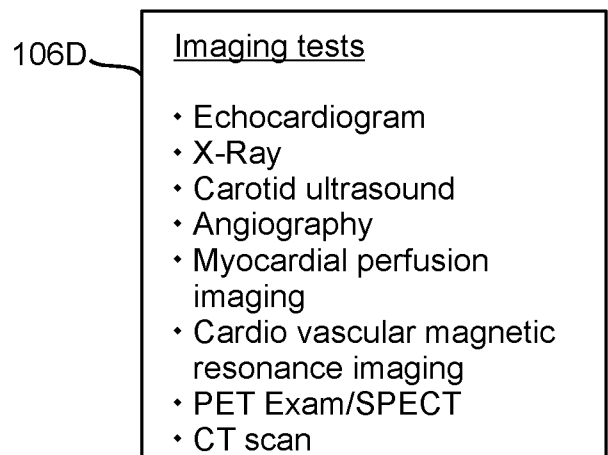 106D
Imaging tests
• Echocardiogram
• X-Ray
• Carotid ultrasound
• Angiography
• Myocardial perfusion
imaging
• Cardio vascular magnetic
resonance imaging
• PET Exam/SPECT
• CT scan